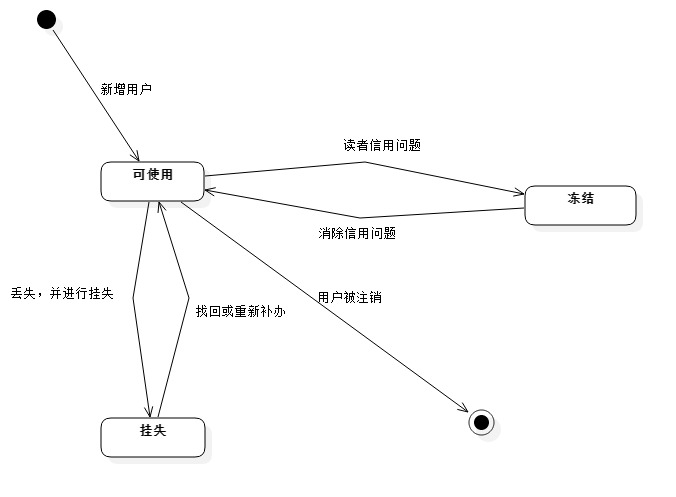 新增用户
读者信用问题
可使用
冻结
消除信用问题
丢失，并进行挂失
用户被注销
找回或重新补办
挂失